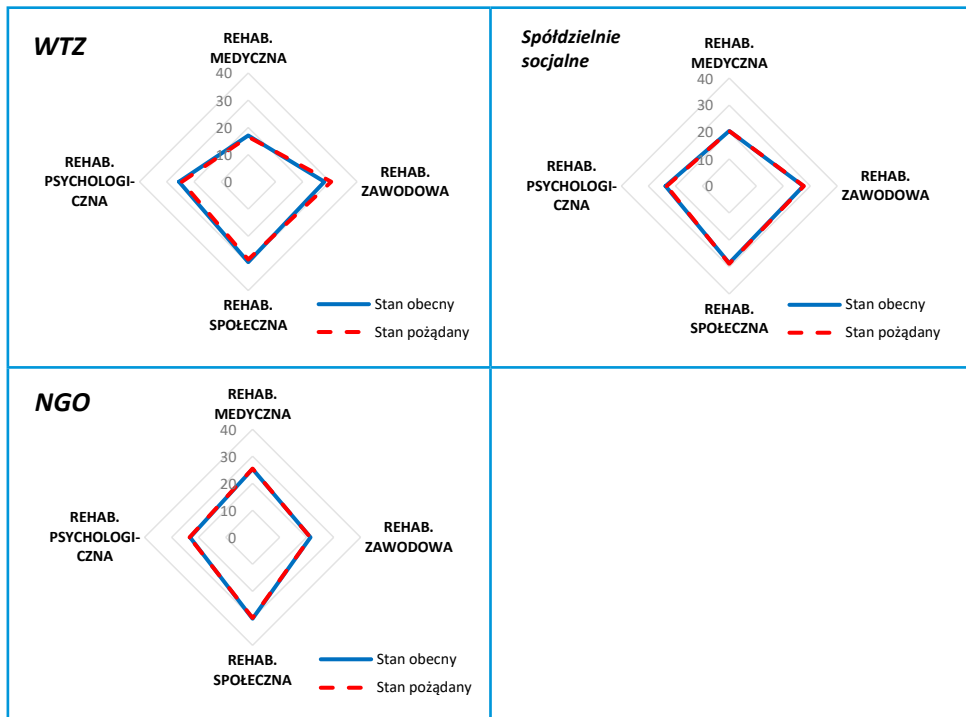 WTZ
REHAB.
MEDYCZNA
40
30
20
10
0
REHAB.
PSYCHOLOGI-
CZNA
REHAB.
ZAWODOWA
REHAB.
SPOŁECZNA
Stan obecny
Stan pożądany
Spółdzielnie
socjalne
REHAB.
MEDYCZNA
40
30
20
10
0
REHAB.
PSYCHOLOGI-
CZNA
REHAB.
ZAWODOWA
REHAB.
SPOŁECZNA
Stan obecny
Stan pożądany
NGO
REHAB.
MEDYCZNA
40
30
20
10
0
REHAB.
PSYCHOLOGI-
CZNA
REHAB.
ZAWODOWA
REHAB.
SPOŁECZNA
Stan obecny
Stan pożądany